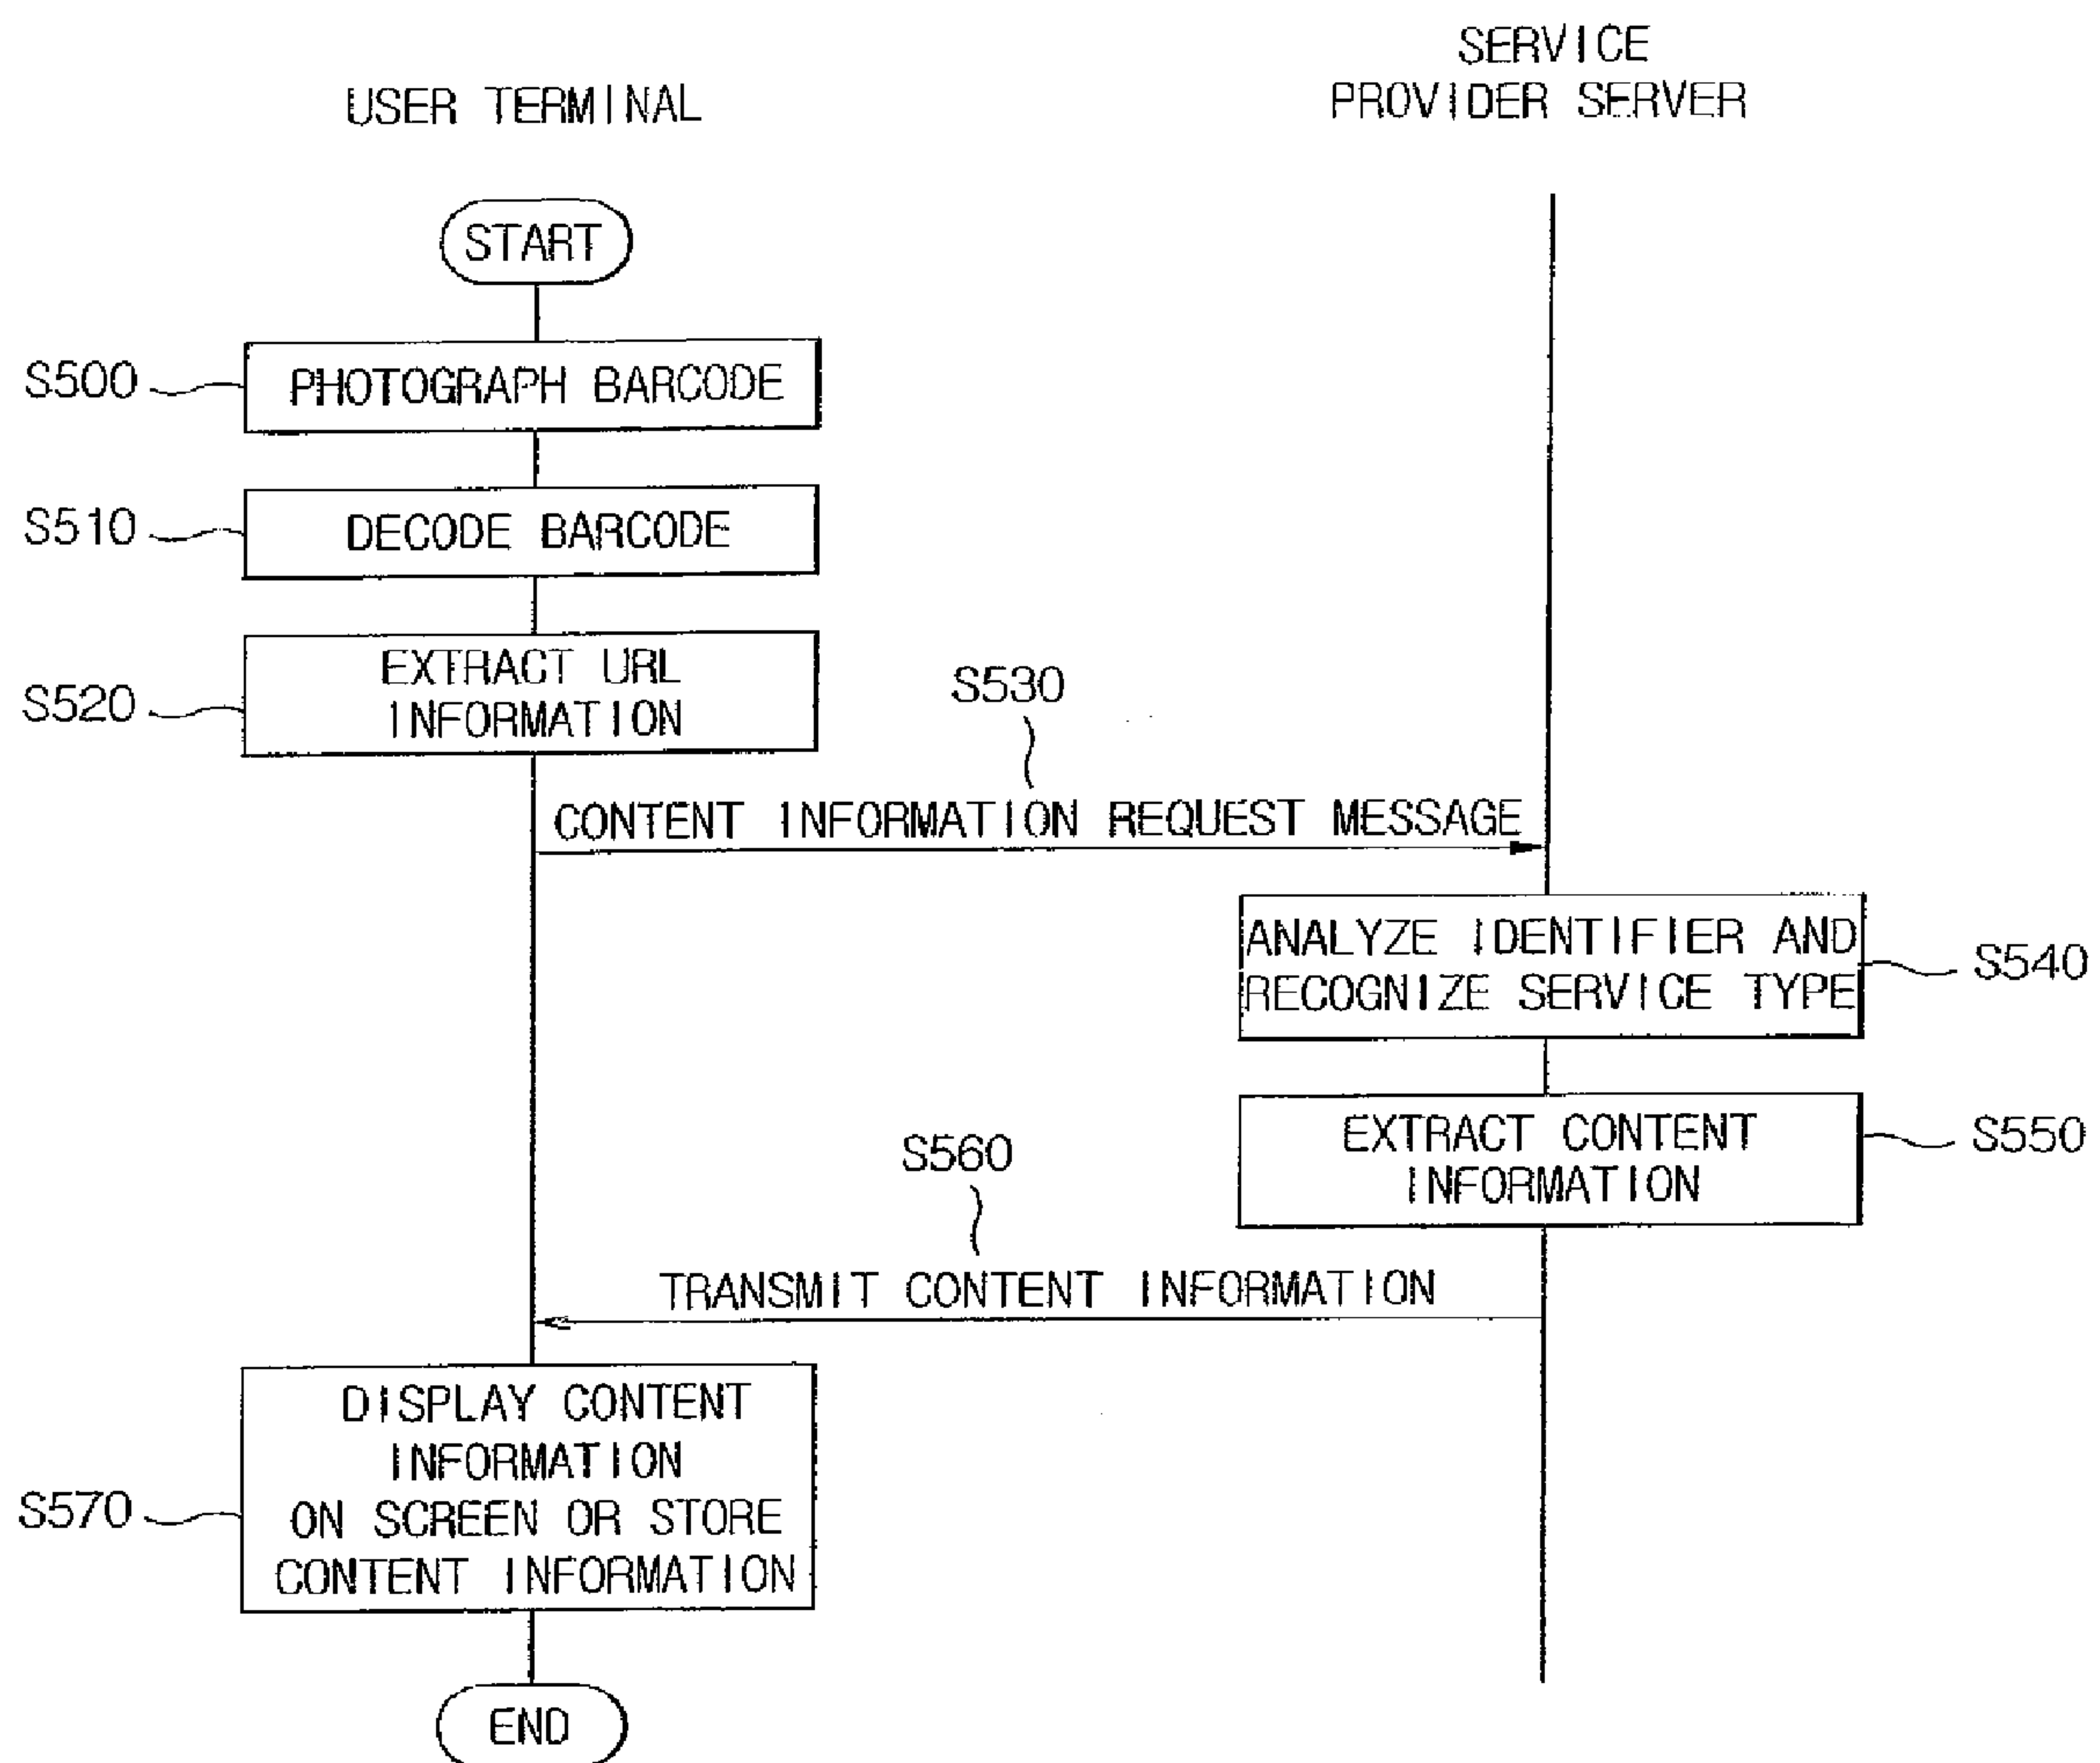 USER TERMINAL
SERVICE
PROVIDER SERVER
START
S500
PHOTOGRAPH BARCODE
S510
DECODE BARCODE
S520
EXTRACT URL
INFORMATION
S530
CONTENT INFORMATION REQUEST MESSAGE
ANALYZE IDENTIFIER AND
RECOGNIZE SERVICE TYPE
S540
EXTRACT CONTENT
INFORMATION
S550
S560
TRANSMIT CONTENT INFORMATION
S570
DISPLAY CONTENT
INFORMATION
ON SCREEN OR STORE
CONTENT INFORMATION
END